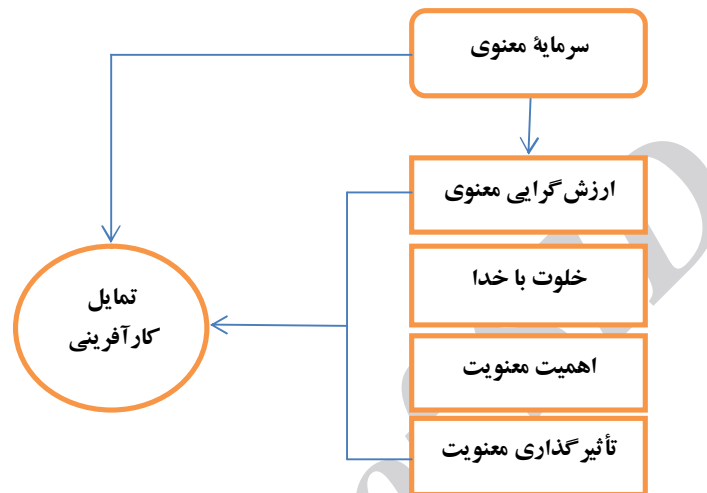 سرمایهٔ معنوی
ارزش‌گرایی معنوی
خلوت با خدا
اهمیت معنویت
تأثیرگذاری معنویت
تمایل
کارآفرینی